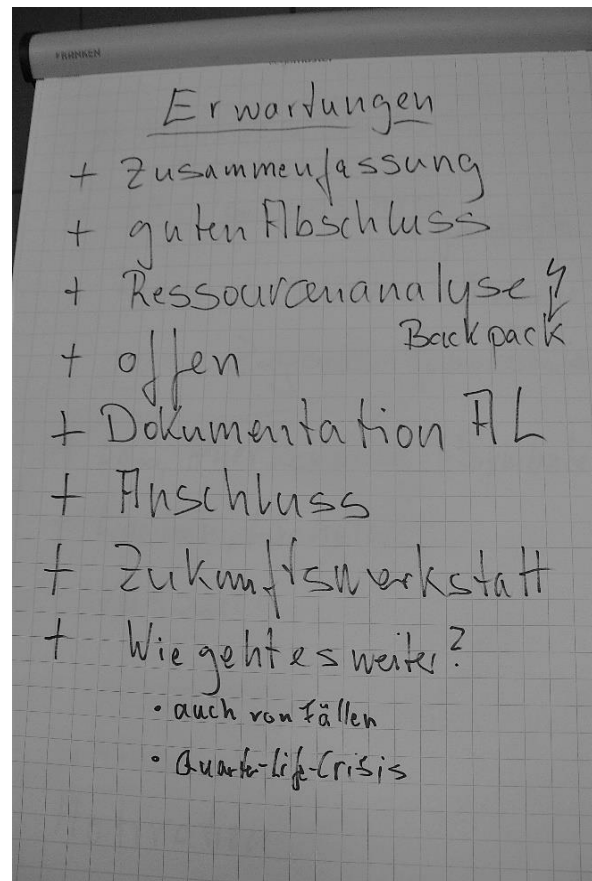 FRANKEN
Erwartungen
+ Zusammenfassung
+ guten Abschluss
+ Ressourcenanalyse ↯
Backpack
+ offen
+ Dokumentation AL
+ Anschluss
+ Zukunftswerkstatt
+ Wie geht es weiter?
• auch von Fällen
• Quarter-Life-Crisis